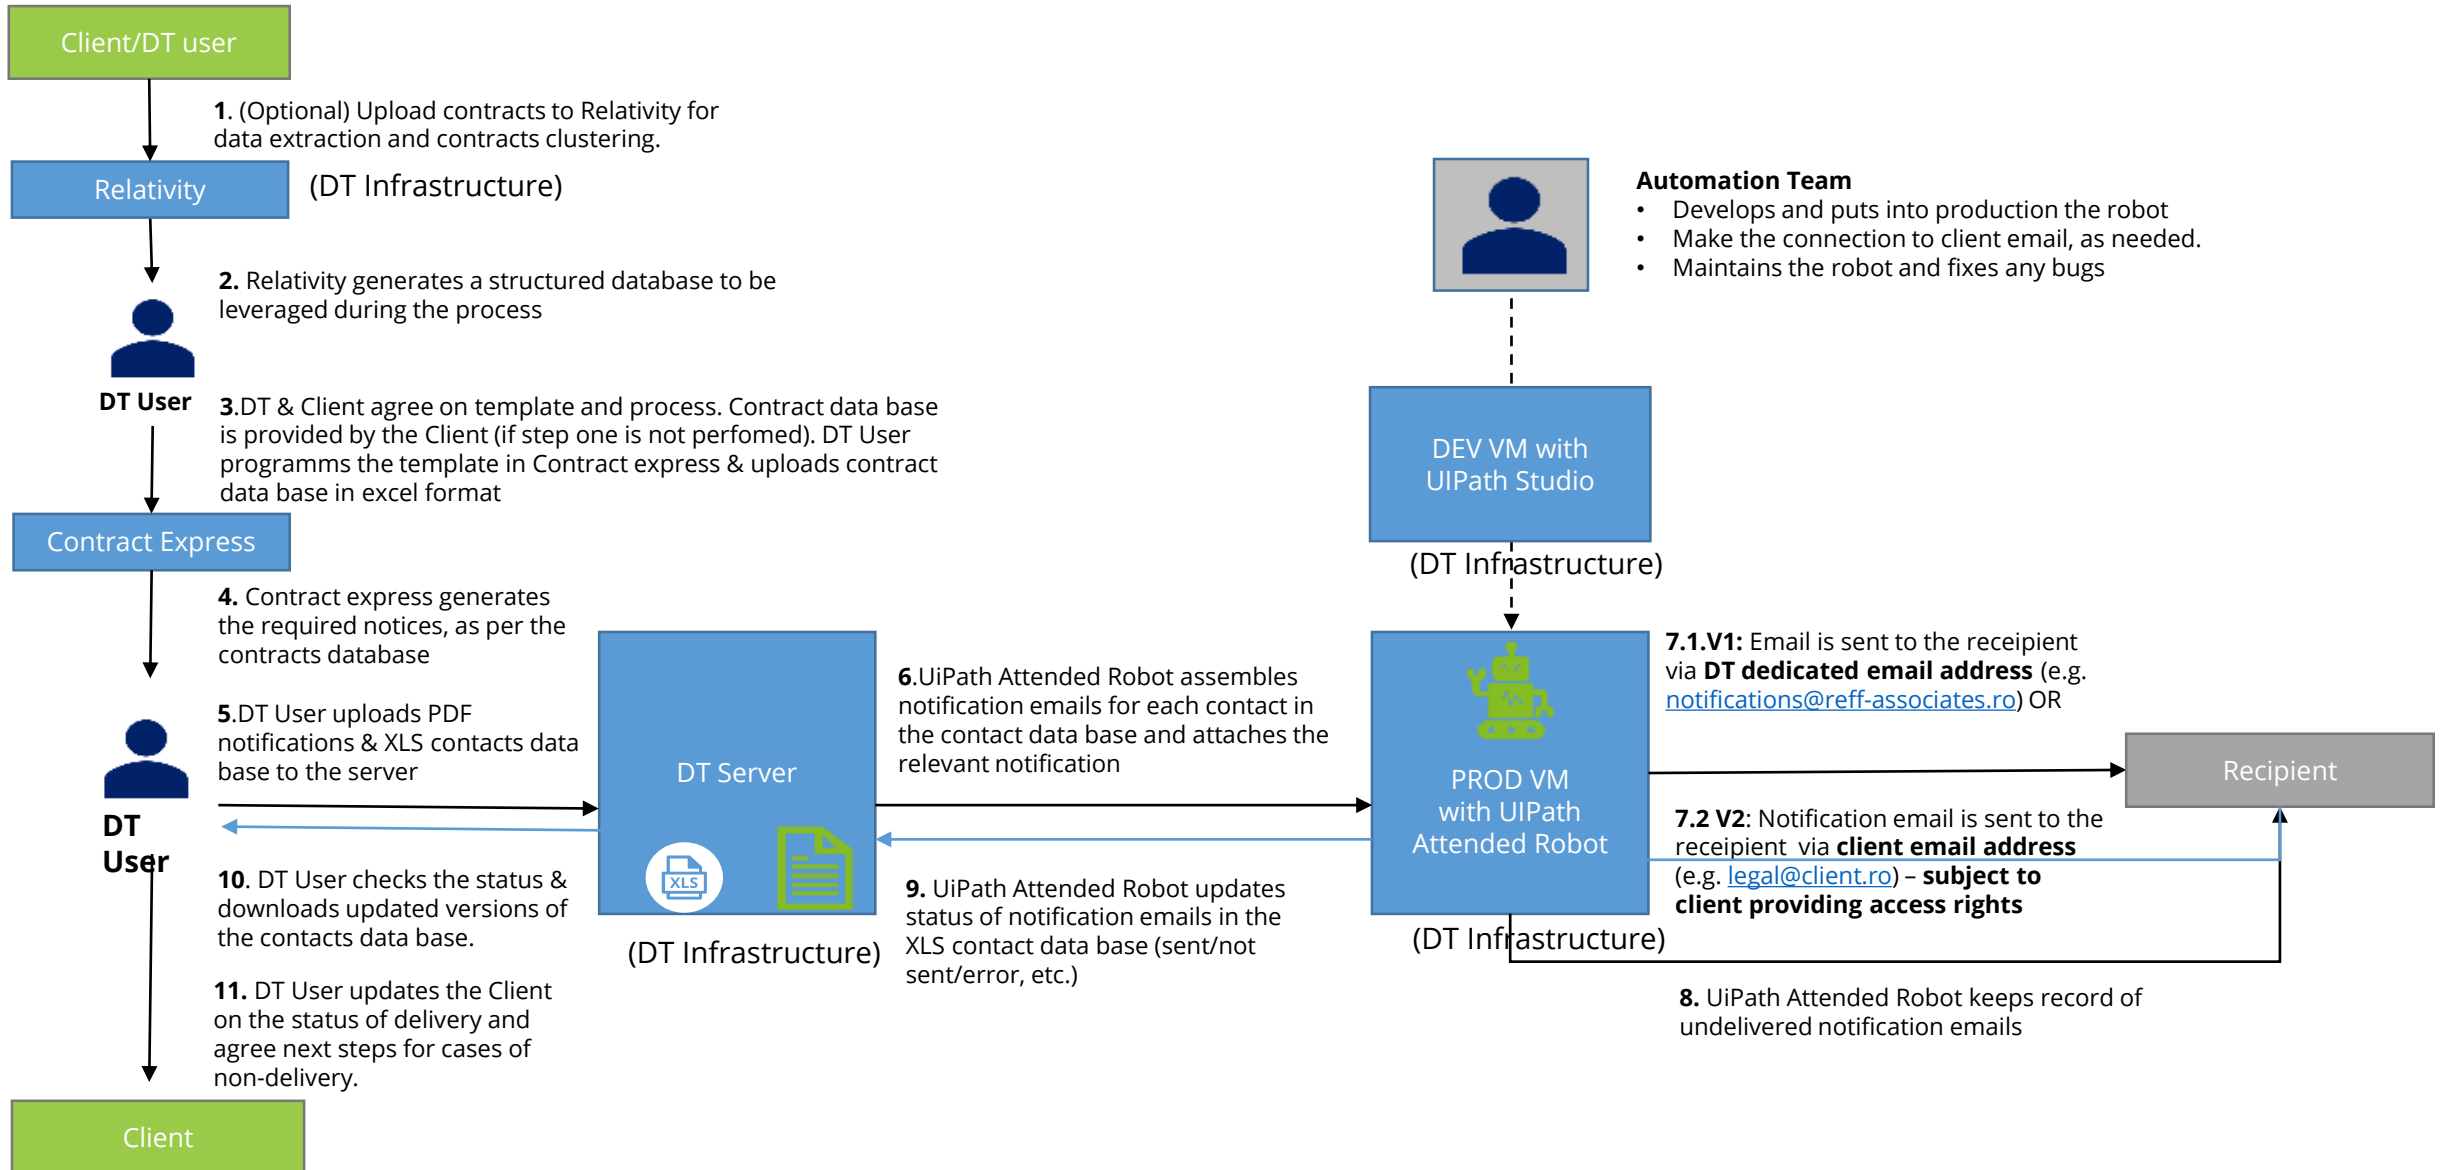 Client/DT user
1. (Optional) Upload contracts to Relativity for
data extraction and contracts clustering.
Relativity
(DT Infrastructure)
2. Relativity generates a structured database to be
leveraged during the process
DT User
3.DT & Client agree on template and process. Contract data base
is provided by the Client (if step one is not perfomed). DT User
programms the template in Contract express & uploads contract
data base in excel format
Contract Express
4. Contract express generates
the required notices, as per the
contracts database
5.DT User uploads PDF
notifications & XLS contacts data
base to the server
DT
User
10. DT User checks the status &
downloads updated versions of
the contacts data base.
11. DT User updates the Client
on the status of delivery and
agree next steps for cases of
non-delivery.
Client
DT Server
XLS
(DT Infrastructure)
6.UiPath Attended Robot assembles
notification emails for each contact in
the contact data base and attaches the
relevant notification
9. UiPath Attended Robot updates
status of notification emails in the
XLS contact data base (sent/not
sent/error, etc.)
Automation Team
• Develops and puts into production the robot
• Make the connection to client email, as needed.
• Maintains the robot and fixes any bugs
DEV VM with
UIPath Studio
(DT Infrastructure)
PROD VM
with UIPath
Attended Robot
(DT Infrastructure)
7.1.V1: Email is sent to the receipient
via DT dedicated email address (e.g.
notifications@reff-associates.ro) OR
Recipient
7.2 V2: Notification email is sent to the
receipient via client email address
(e.g. legal@client.ro) – subject to
client providing access rights
8. UiPath Attended Robot keeps record of
undelivered notification emails